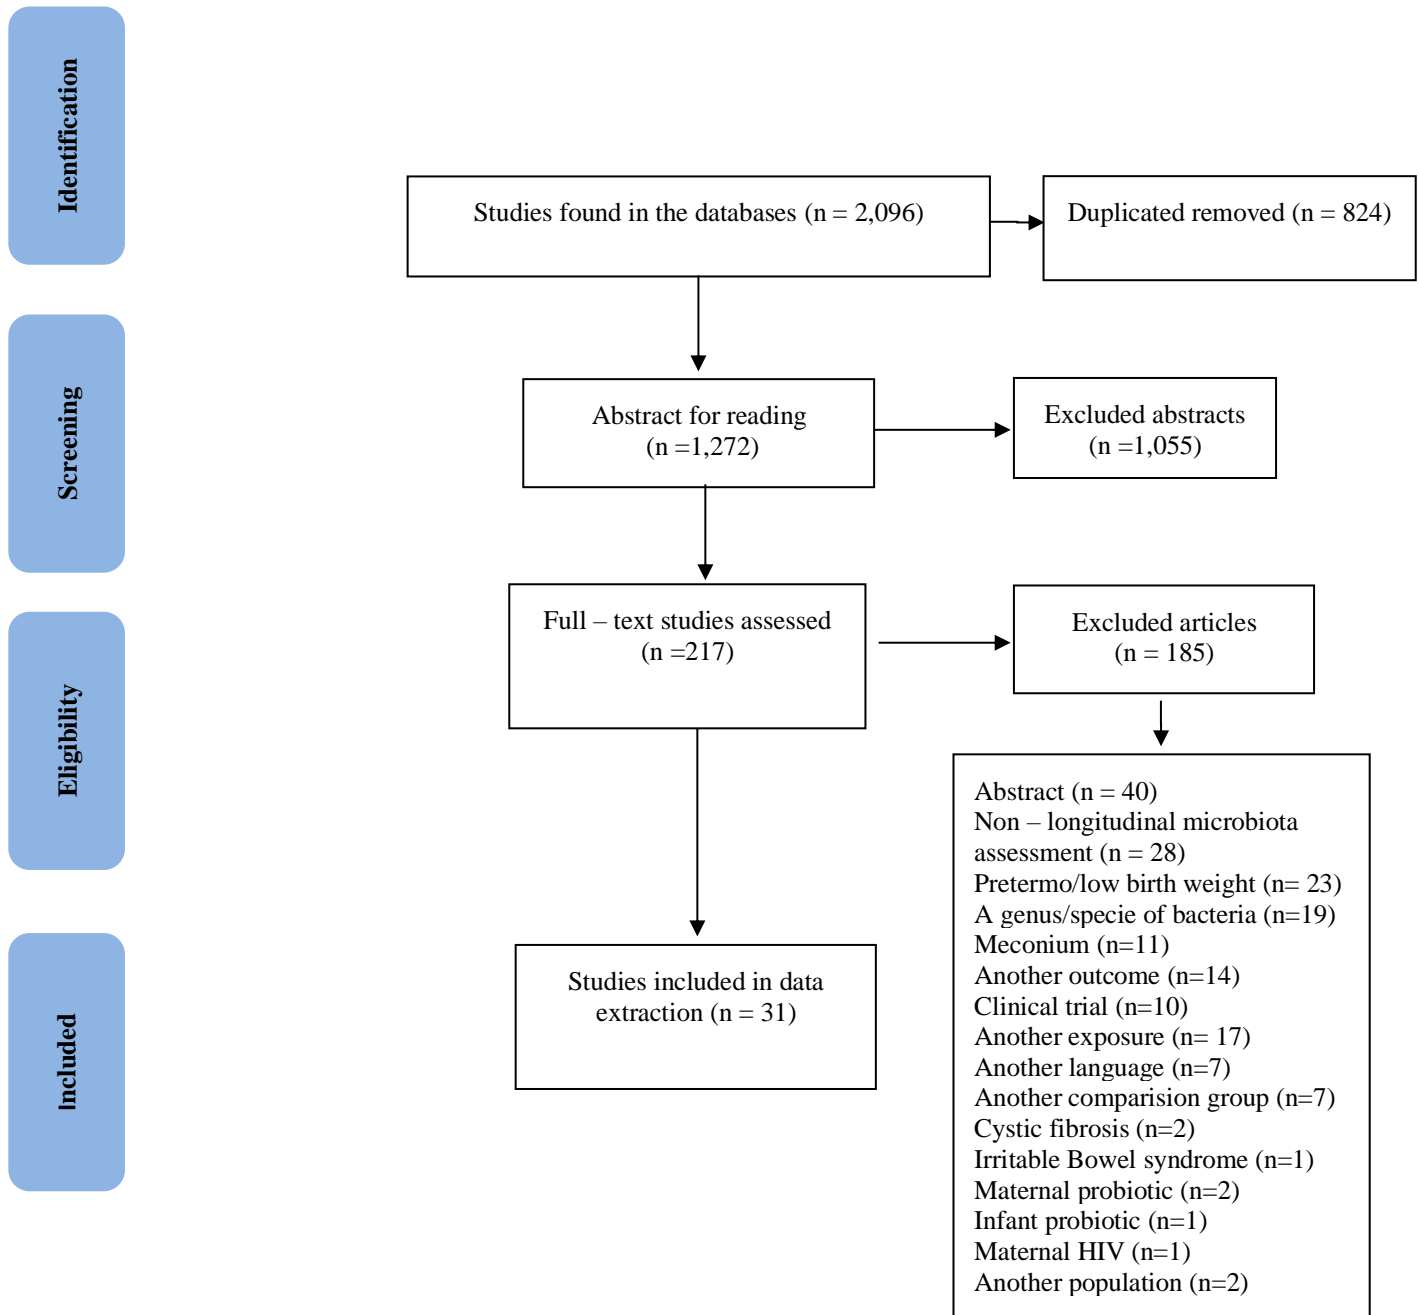 Identification
Studies found in the databases (n = 2,096)
Duplicated removed (n = 824)
Screening
Abstract for reading
(n =1,272)
Excluded abstracts
(n =1,055)
Eligibility
Full – text studies assessed
(n =217)
Excluded articles
(n = 185)
Abstract (n = 40)
Non – longitudinal microbiota
assessment (n = 28)
Pretermo/low birth weight (n= 23)
A genus/specie of bacteria (n=19)
Meconium (n=11)
Another outcome (n=14)
Clinical trial (n=10)
Another exposure (n= 17)
Another language (n=7)
Another comparision group (n=7)
Cystic fibrosis (n=2)
Irritable Bowel syndrome (n=1)
Maternal probiotic (n=2)
Infant probiotic (n=1)
Maternal HIV (n=1)
Another population (n=2)
Included
Studies included in data
extraction (n = 31)